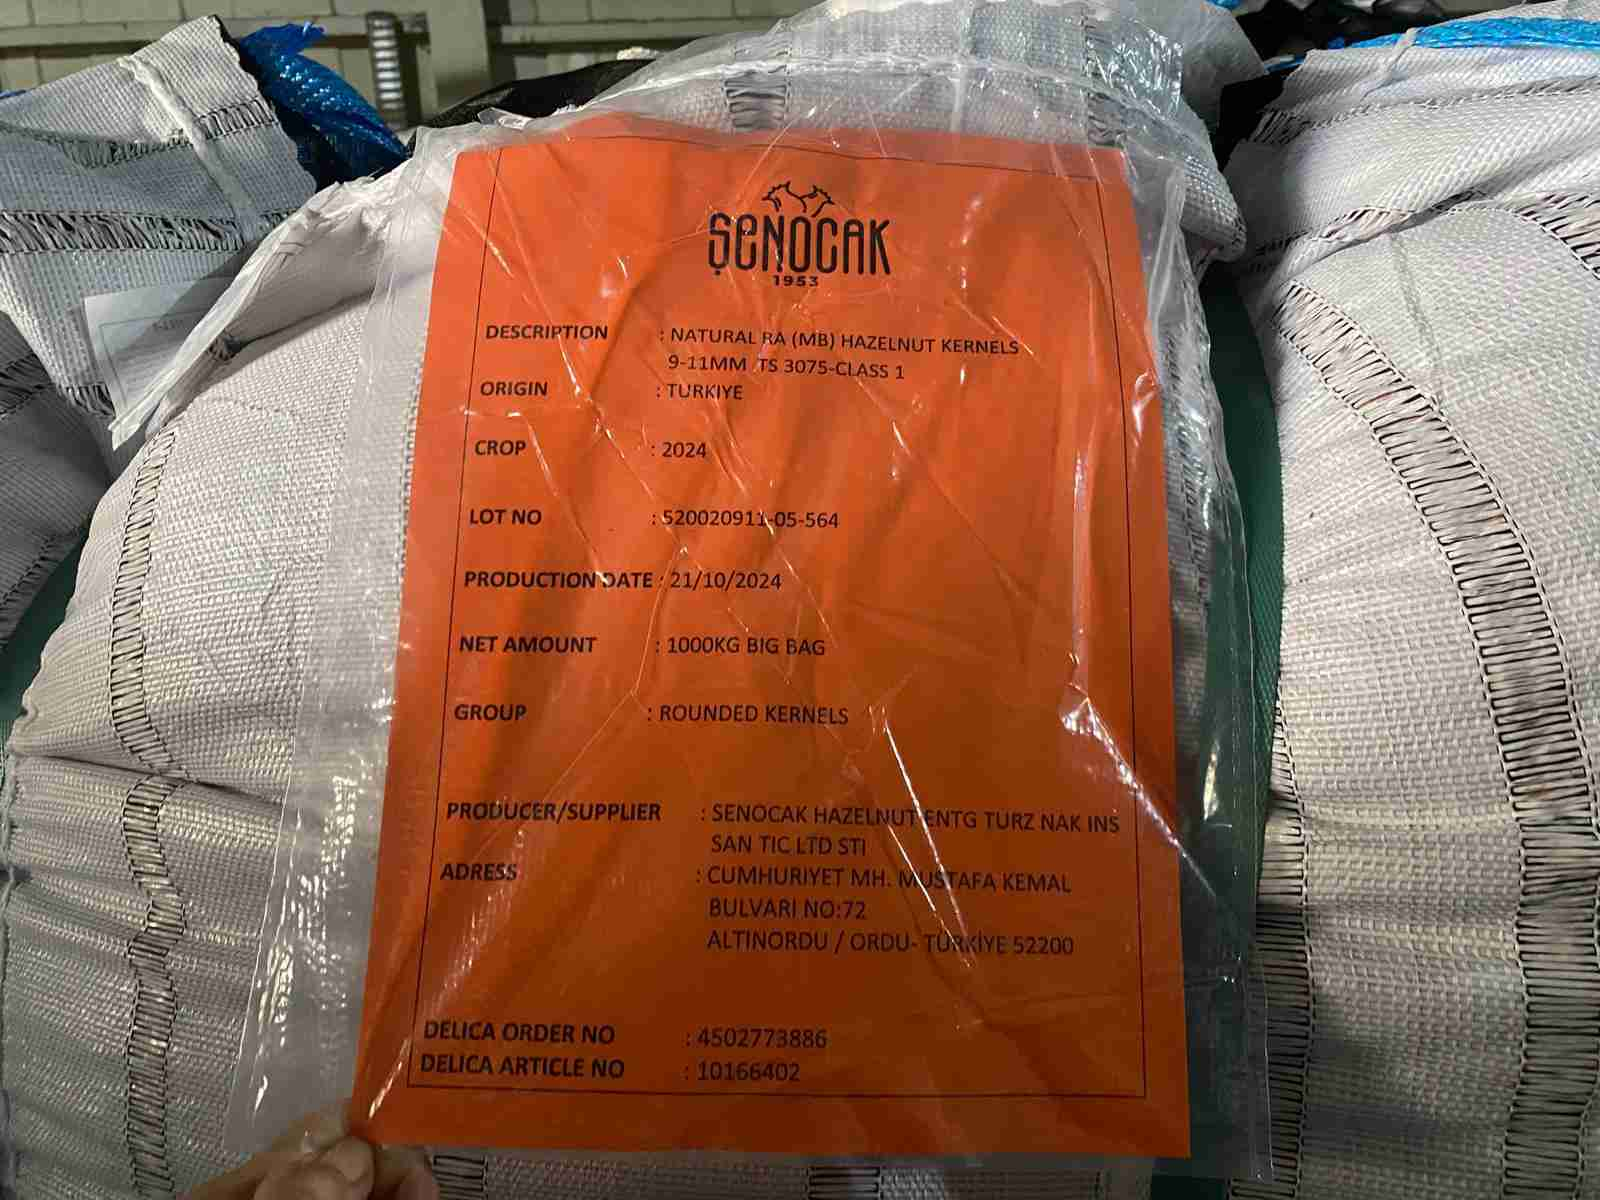 ŞENOCAK
1953
DESCRIPTION : NATURAL RA (MB) HAZELNUT KERNELS
9-11MM TS 3075-CLASS 1
ORIGIN : TURKIYE
CROP : 2024
LOT NO : 520020911-05-564
PRODUCTION DATE : 21/10/2024
NET AMOUNT : 1000KG BIG BAG
GROUP : ROUNDED KERNELS
PRODUCER/SUPPLIER : SENOCAK HAZELNUT ENTG TURZ NAK INS
SAN TIC LTD STI
ADRESS : CUMHURIYET MH. MUSTAFA KEMAL
BULVARI NO:72
ALTINORDU / ORDU- TÜRKİYE 52200
DELICA ORDER NO : 4502773886
DELICA ARTICLE NO : 10166402